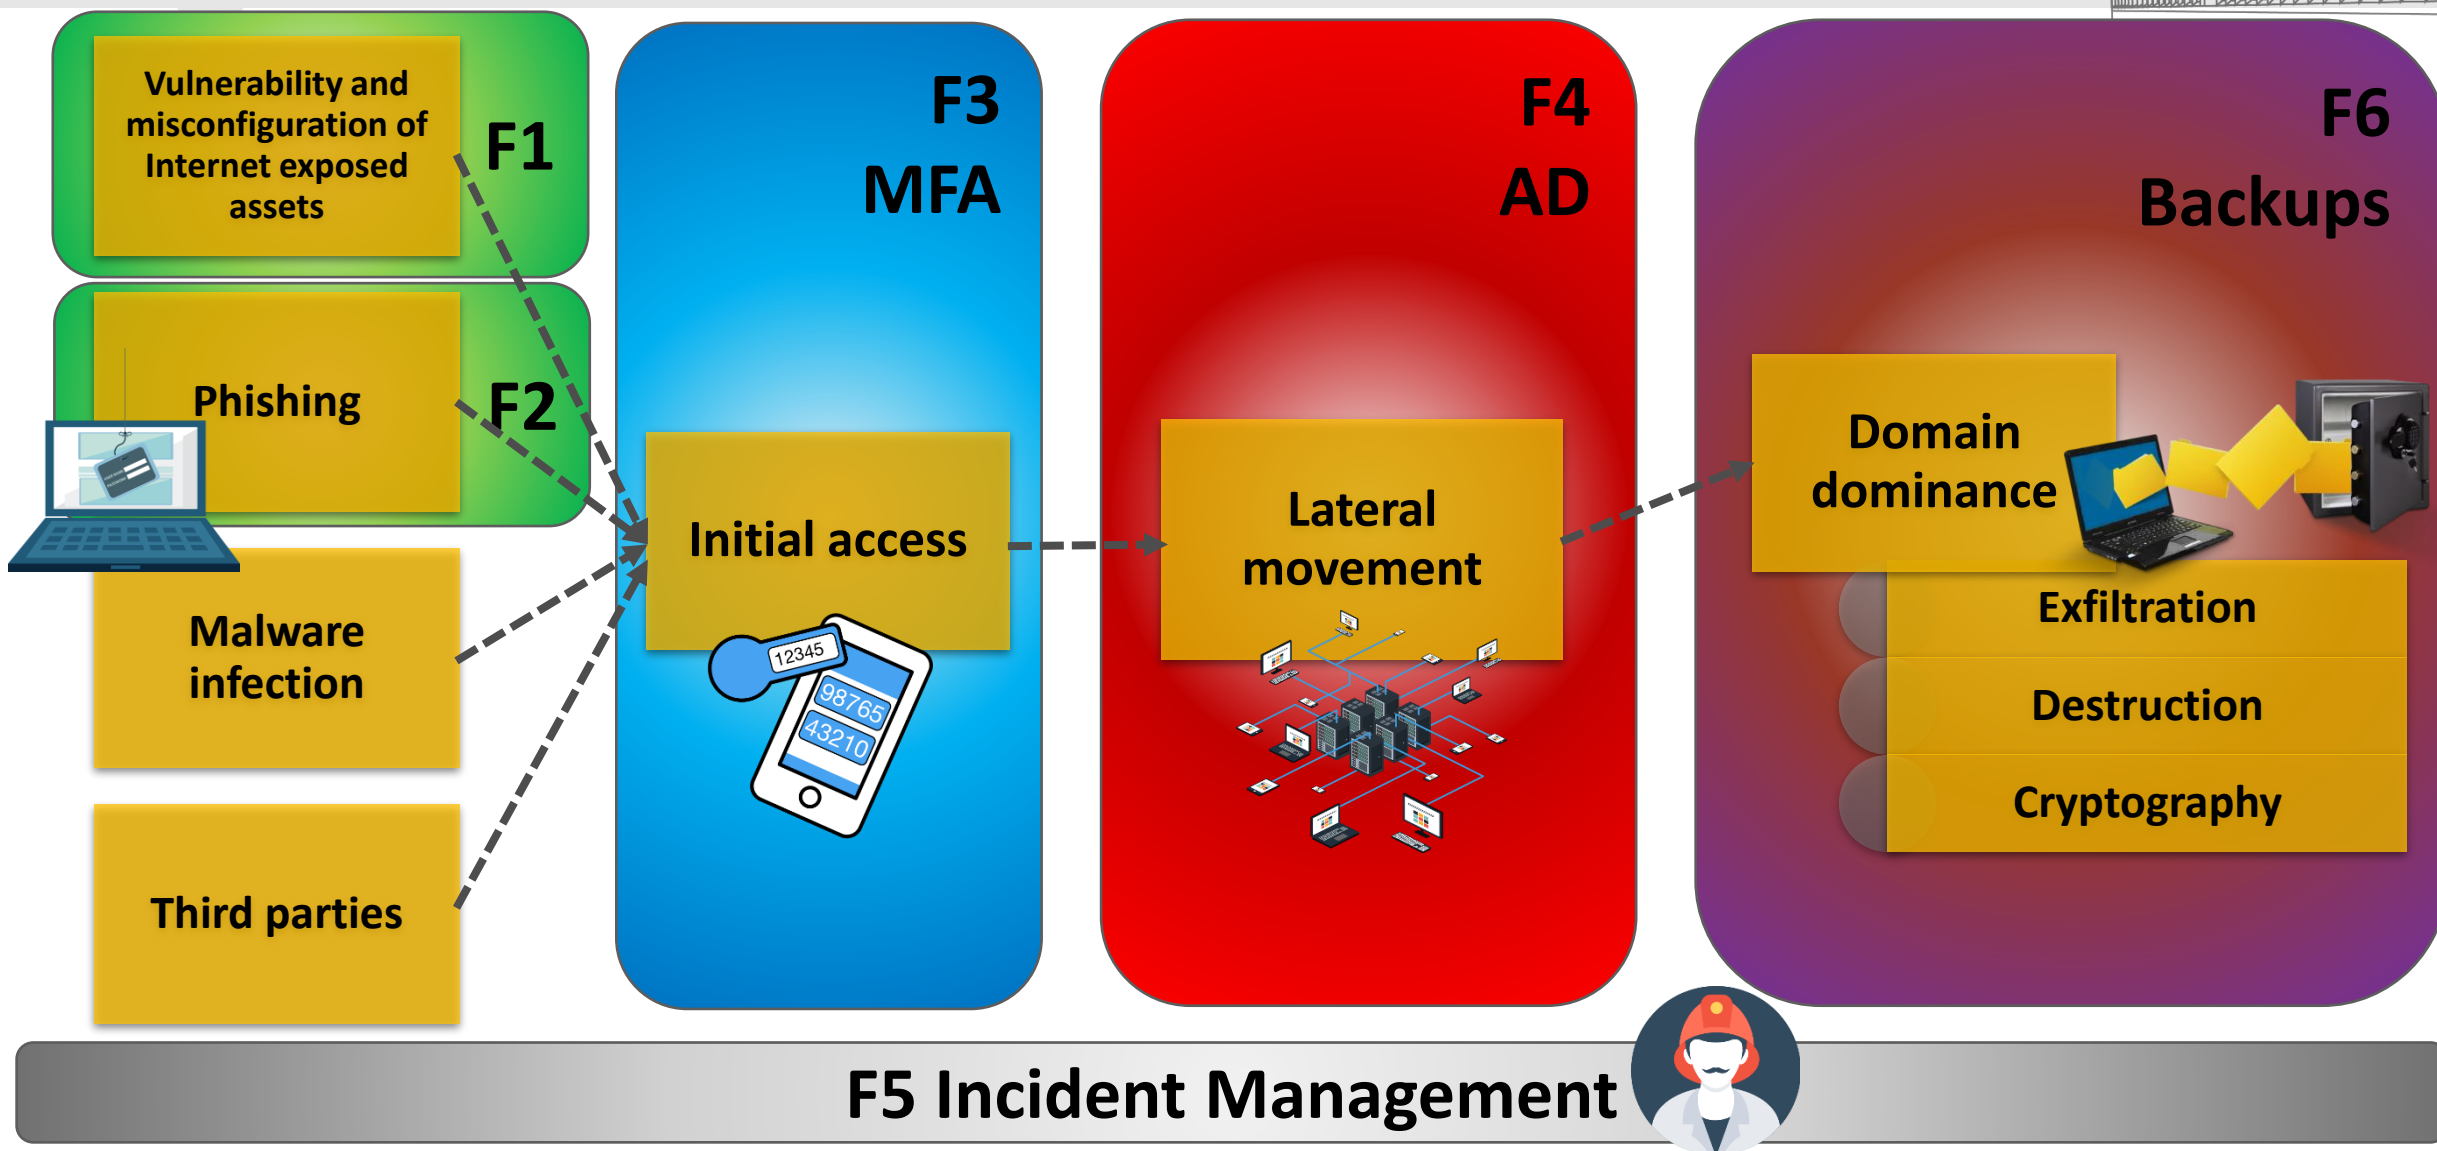 Vulnerability and
misconfiguration of
Internet exposed
assets
F1
Phishing
F2
Malware
infection
Third parties
F3
MFA
Initial access
12345
98765
43210
F4
AD
Lateral
movement
F6
Backups
Domain
dominance
Exfiltration
Destruction
Cryptography
F5 Incident Management